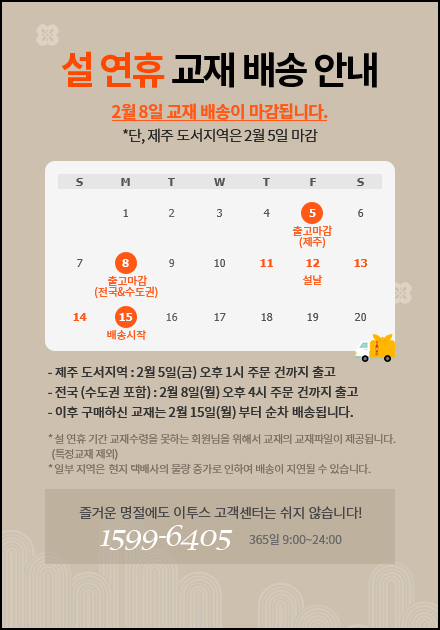 설 연휴 교재 배송 안내
2월 8일 교재 배송이 마감됩니다.
*단, 제주 도서지역은 2월 5일 마감
S M T W T F S
1 2 3 4 5 6
출고마감
(제주)
7 8 9 10 11 12 13
출고마감 설날
(전국&수도권)
14 15 16 17 18 19 20
배송시작
- 제주 도서지역 : 2월 5일(금) 오후 1시 주문 건까지 출고
- 전국 (수도권 포함) : 2월 8일(월) 오후 4시 주문 건까지 출고
- 이후 구매하신 교재는 2월 15일(월) 부터 순차 배송됩니다.
* 설 연휴 기간 교재수령을 못하는 회원님을 위해서 교재의 교재파일이 제공됩니다.
(특정교재 제외)
* 일부 지역은 현지 택배사의 물량 증가로 인하여 배송이 지연될 수 있습니다.
즐거운 명절에도 이투스 고객센터는 쉬지 않습니다!
1599-6405 365일 9:00~24:00